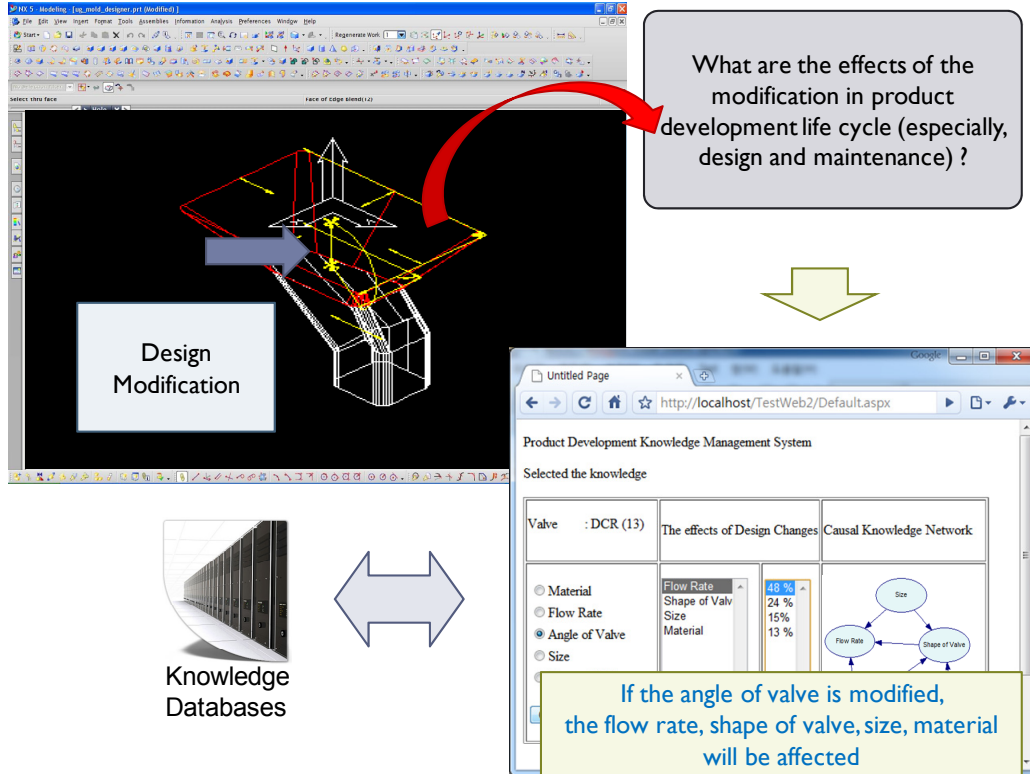 NX 5 - Modeling - [ug_mold_designer.prt (Modified) ]
File Edit View Insert Format Tools Assemblies Information Analysis Preferences Window Help
Start
Regenerate Work 1
Select thru face
Face of Edge Blend(12)
What are the effects of the
modification in product
development life cycle (especially,
design and maintenance) ?
Design
Modification
Google
Untitled Page
http://localhost/TestWeb2/Default.aspx
Product Development Knowledge Management System
Selected the knowledge
Valve : DCR (13)
The effects of Design Changes
Causal Knowledge Network
Material
Flow Rate
Angle of Valve
Size
Flow Rate 48 %
Shape of Valv 24 %
Size 15%
Material 13 %
Size
Flow Rate
Shape of Valve
Knowledge
Databases
If the angle of valve is modified,
the flow rate, shape of valve, size, material
will be affected